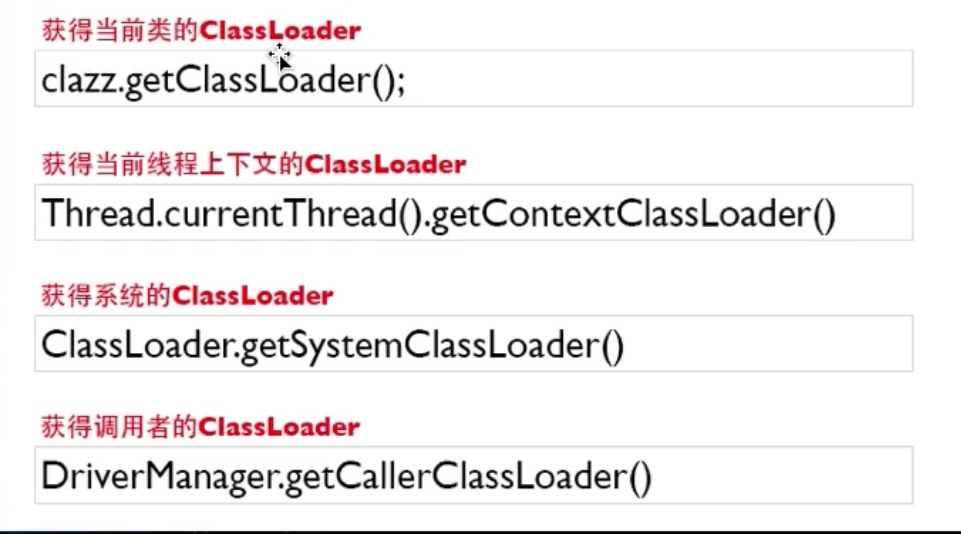 获得当前类的ClassLoader
clazz.getClassLoader();
获得当前线程上下文的ClassLoader
Thread.currentThread().getContextClassLoader()
获得系统的ClassLoader
ClassLoader.getSystemClassLoader()
获得调用者的ClassLoader
DriverManager.getCallerClassLoader()